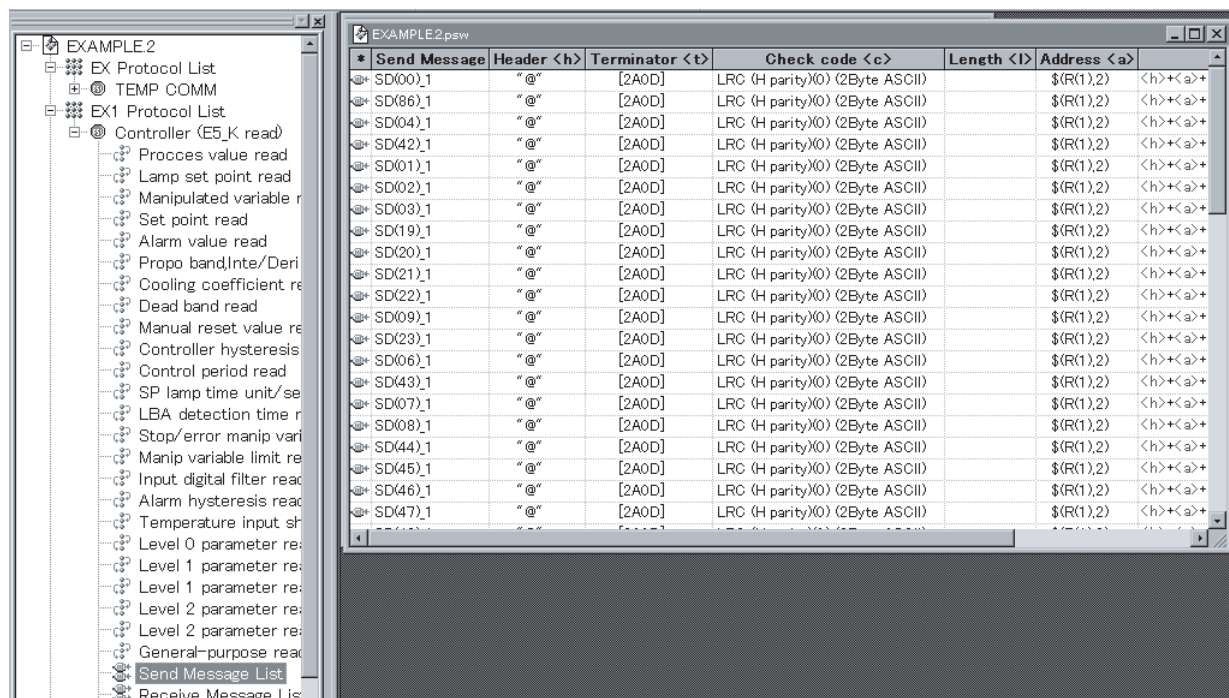 EXAMPLE.2
EX Protocol List
TEMP COMM
EX1 Protocol List
Controller (E5_K read)
Procces value read
Lamp set point read
Manipulated variable r
Set point read
Alarm value read
Propo band,Inte/Deri
Cooling coefficient re
Dead band read
Manual reset value re
Controller hysteresis
Control period read
SP lamp time unit/se
LBA detection time r
Stop/error manip vari
Manip variable limit re
Input digital filter read
Alarm hysteresis read
Temperature input sh
Level 0 parameter re
Level 1 parameter re
Level 1 parameter re
Level 2 parameter re
Level 2 parameter re
General-purpose read
Send Message List
Receive Message Lis
EXAMPLE2.psw
* Send Message Header <h> Terminator <t> Check code <c> Length <l> Address <a>
SD(00)_1 "@" [2A0D] LRC (H parity)(0) (2Byte ASCII) $(R(1),2) <h>+<a>+
SD(86)_1 "@" [2A0D] LRC (H parity)(0) (2Byte ASCII) $(R(1),2) <h>+<a>+
SD(04)_1 "@" [2A0D] LRC (H parity)(0) (2Byte ASCII) $(R(1),2) <h>+<a>+
SD(42)_1 "@" [2A0D] LRC (H parity)(0) (2Byte ASCII) $(R(1),2) <h>+<a>+
SD(01)_1 "@" [2A0D] LRC (H parity)(0) (2Byte ASCII) $(R(1),2) <h>+<a>+
SD(02)_1 "@" [2A0D] LRC (H parity)(0) (2Byte ASCII) $(R(1),2) <h>+<a>+
SD(03)_1 "@" [2A0D] LRC (H parity)(0) (2Byte ASCII) $(R(1),2) <h>+<a>+
SD(19)_1 "@" [2A0D] LRC (H parity)(0) (2Byte ASCII) $(R(1),2) <h>+<a>+
SD(20)_1 "@" [2A0D] LRC (H parity)(0) (2Byte ASCII) $(R(1),2) <h>+<a>+
SD(21)_1 "@" [2A0D] LRC (H parity)(0) (2Byte ASCII) $(R(1),2) <h>+<a>+
SD(22)_1 "@" [2A0D] LRC (H parity)(0) (2Byte ASCII) $(R(1),2) <h>+<a>+
SD(09)_1 "@" [2A0D] LRC (H parity)(0) (2Byte ASCII) $(R(1),2) <h>+<a>+
SD(23)_1 "@" [2A0D] LRC (H parity)(0) (2Byte ASCII) $(R(1),2) <h>+<a>+
SD(06)_1 "@" [2A0D] LRC (H parity)(0) (2Byte ASCII) $(R(1),2) <h>+<a>+
SD(43)_1 "@" [2A0D] LRC (H parity)(0) (2Byte ASCII) $(R(1),2) <h>+<a>+
SD(07)_1 "@" [2A0D] LRC (H parity)(0) (2Byte ASCII) $(R(1),2) <h>+<a>+
SD(08)_1 "@" [2A0D] LRC (H parity)(0) (2Byte ASCII) $(R(1),2) <h>+<a>+
SD(44)_1 "@" [2A0D] LRC (H parity)(0) (2Byte ASCII) $(R(1),2) <h>+<a>+
SD(45)_1 "@" [2A0D] LRC (H parity)(0) (2Byte ASCII) $(R(1),2) <h>+<a>+
SD(46)_1 "@" [2A0D] LRC (H parity)(0) (2Byte ASCII) $(R(1),2) <h>+<a>+
SD(47)_1 "@" [2A0D] LRC (H parity)(0) (2Byte ASCII) $(R(1),2) <h>+<a>+